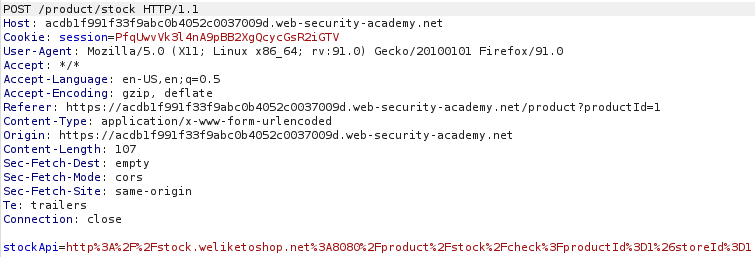 POST /product/stock HTTP/1.1
Host: acdb1f991f33f9abc0b4052c0037009d.web-security-academy.net
Cookie: session=PfqUwvVk3l4nA9pBB2XgQcycGsR2iGTV
User-Agent: Mozilla/5.0 (X11; Linux x86_64; rv:91.0) Gecko/20100101 Firefox/91.0
Accept: */*
Accept-Language: en-US,en;q=0.5
Accept-Encoding: gzip, deflate
Referer: https://acdb1f991f33f9abc0b4052c0037009d.web-security-academy.net/product?productId=1
Content-Type: application/x-www-form-urlencoded
Origin: https://acdb1f991f33f9abc0b4052c0037009d.web-security-academy.net
Content-Length: 107
Sec-Fetch-Dest: empty
Sec-Fetch-Mode: cors
Sec-Fetch-Site: same-origin
Te: trailers
Connection: close
stockApi=http%3A%2F%2Fstock.weliketoshop.net%3A8080%2Fproduct%2Fstock%2Fcheck%3FproductId%3D1%26storeId%3D1